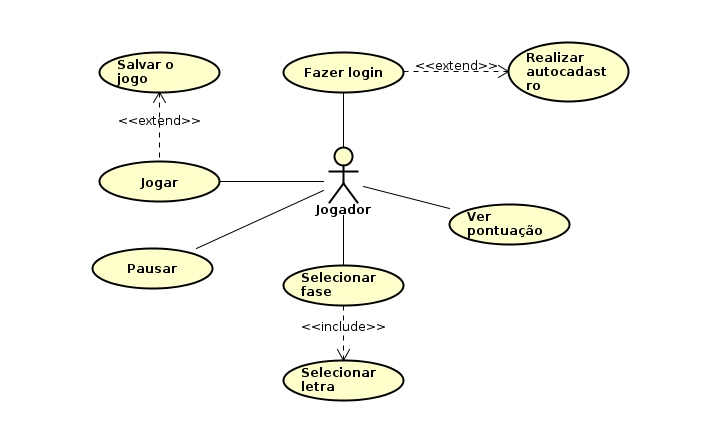 Salvar o
jogo
Fazer login
<<extend>>
Realizar
autocadast
ro
<<extend>>
Jogar
Jogador
Ver
pontuação
Pausar
Selecionar
fase
<<include>>
Selecionar
letra